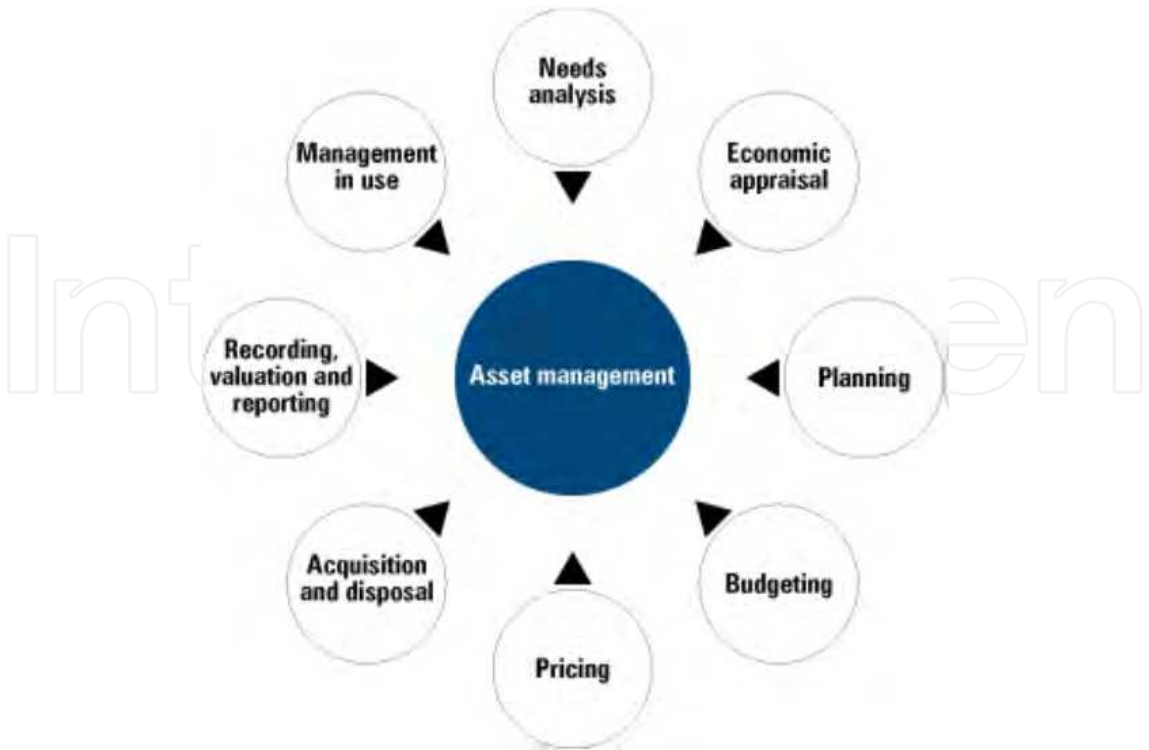 Needs
analysis
Management
in use
Economic
appraisal
Recording,
valuation and
reporting
Asset management
Planning
Acquisition
and disposal
Budgeting
Pricing